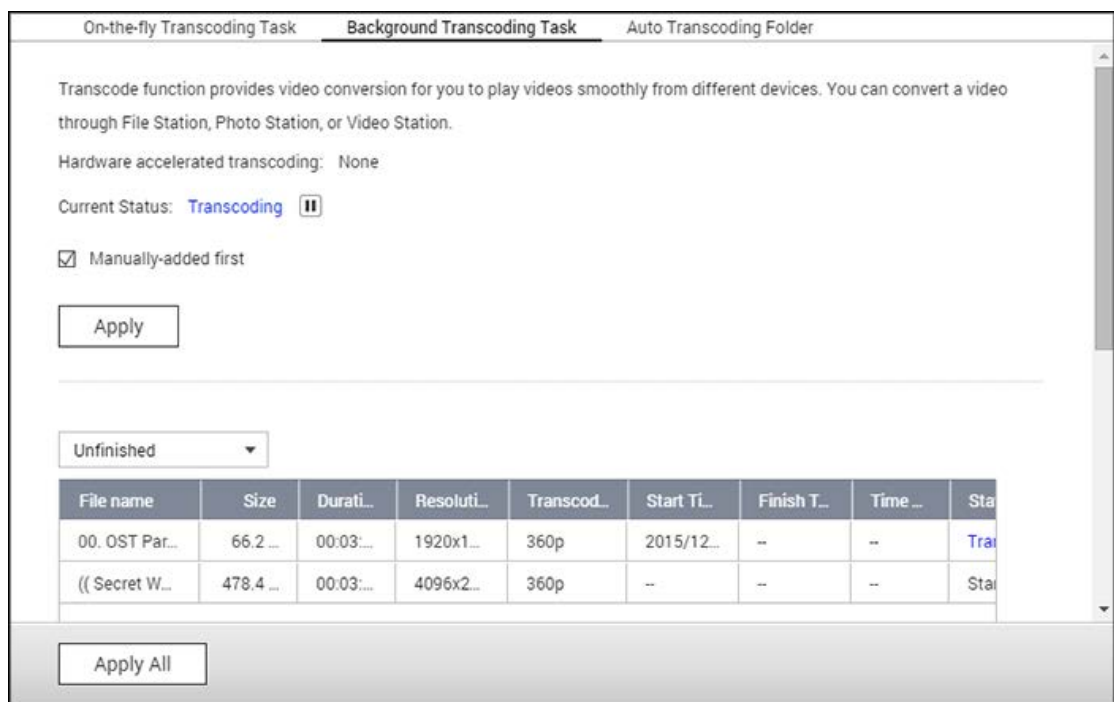 On-the-fly Transcoding Task Background Transcoding Task Auto Transcoding Folder
Transcode function provides video conversion for you to play videos smoothly from different devices. You can convert a video
through File Station, Photo Station, or Video Station.
Hardware accelerated transcoding: None
Current Status: Transcoding
Manually-added first
Apply
Unfinished
File name Size Durati... Resoluti... Transcod... Start Ti... Finish T... Time ... Sta
00. OST Par... 66.2 ... 00:03:... 1920x1... 360p 2015/12... -- -- Tra
(( Secret W... 478.4 ... 00:03:... 4096x2... 360p -- -- -- Sta
Apply All